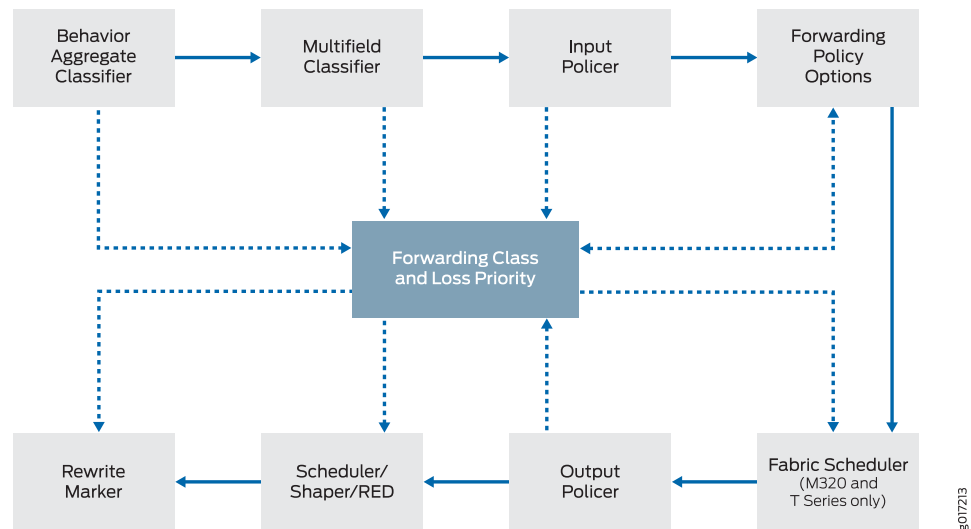 Behavior
Aggregate
Classifier
Multifield
Classifier
Input
Policer
Forwarding
Policy
Options
Forwarding Class
and Loss Priority
Rewrite
Marker
Scheduler/
Shaper/RED
Output
Policer
Fabric Scheduler
(M320 and
T Series only)
g017213